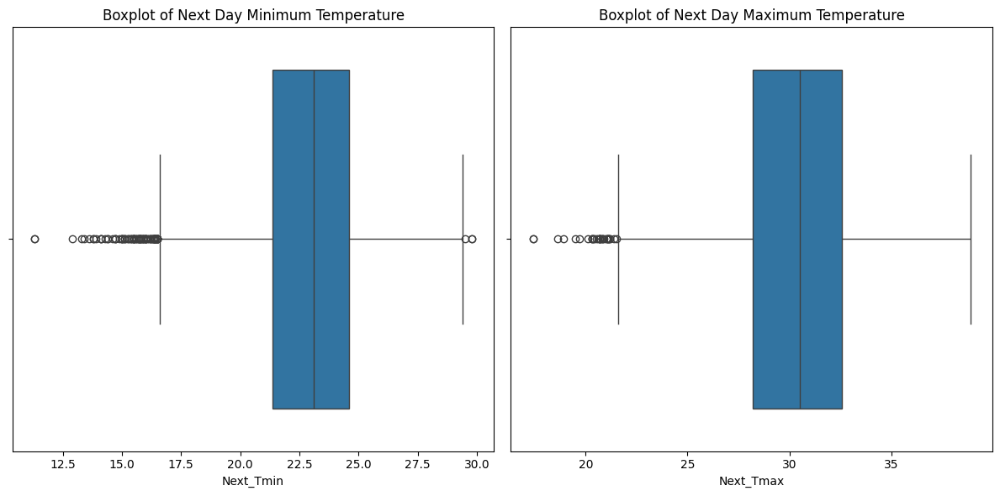 Boxplot of Next Day Minimum Temperature
12.5 15.0 17.5 20.0 22.5 25.0 27.5 30.0
Next_Tmin
Boxplot of Next Day Maximum Temperature
20 25 30 35
Next_Tmax